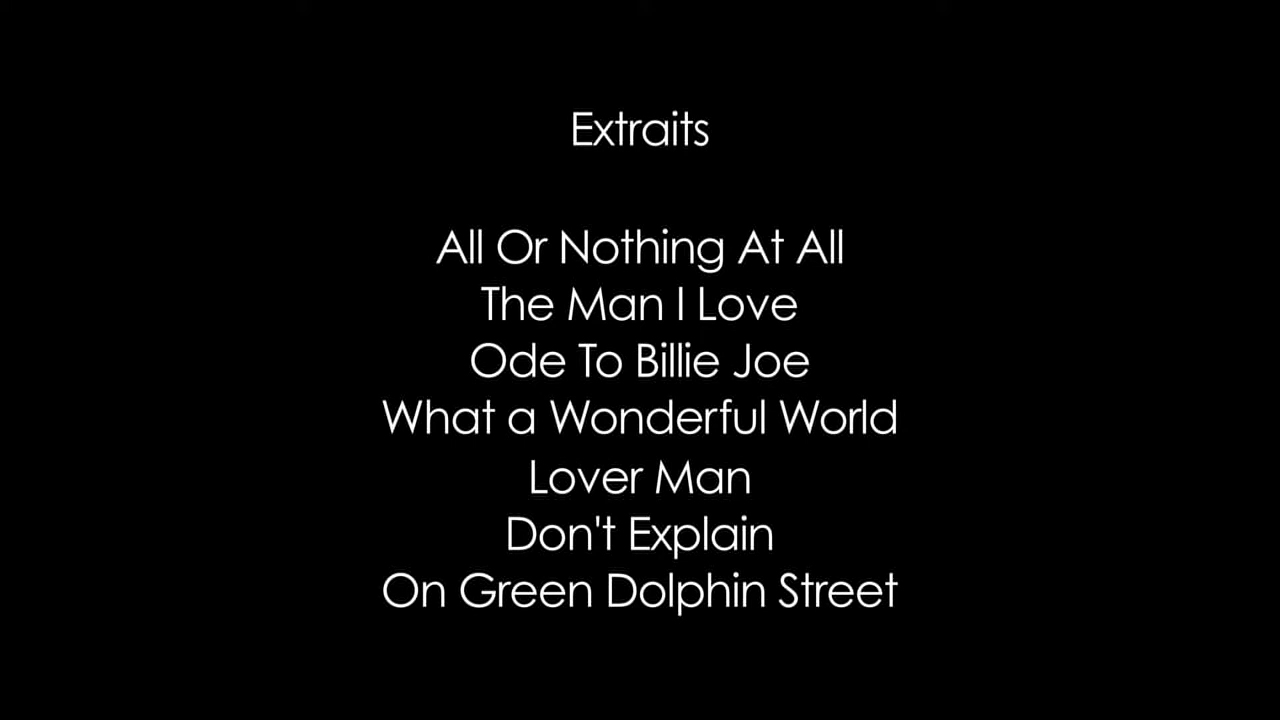 Extraits
All Or Nothing At All
The Man I Love
Ode To Billie Joe
What a Wonderful World
Lover Man
Don't Explain
On Green Dolphin Street